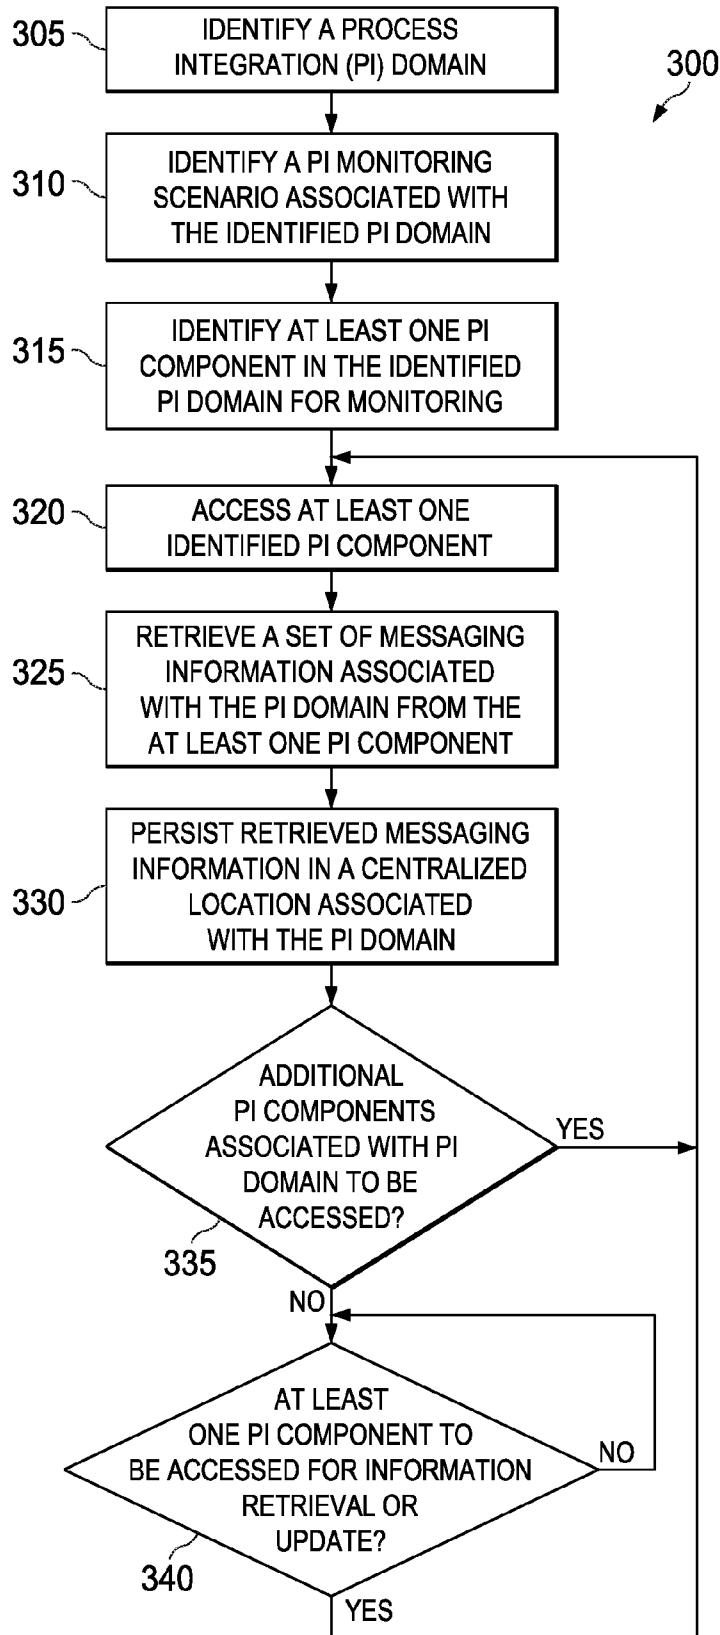 305
IDENTIFY A PROCESS
INTEGRATION (PI) DOMAIN
300
310
IDENTIFY A PI MONITORING
SCENARIO ASSOCIATED WITH
THE IDENTIFIED PI DOMAIN
315
IDENTIFY AT LEAST ONE PI
COMPONENT IN THE IDENTIFIED
PI DOMAIN FOR MONITORING
320
ACCESS AT LEAST ONE
IDENTIFIED PI COMPONENT
325
RETRIEVE A SET OF MESSAGING
INFORMATION ASSOCIATED
WITH THE PI DOMAIN FROM THE
AT LEAST ONE PI COMPONENT
330
PERSIST RETRIEVED MESSAGING
INFORMATION IN A CENTRALIZED
LOCATION ASSOCIATED
WITH THE PI DOMAIN
ADDITIONAL
PI COMPONENTS
ASSOCIATED WITH PI
DOMAIN TO BE
ACCESSED?
YES
335
NO
AT LEAST
ONE PI COMPONENT TO
BE ACCESSED FOR INFORMATION
RETRIEVAL OR
UPDATE?
NO
340
YES